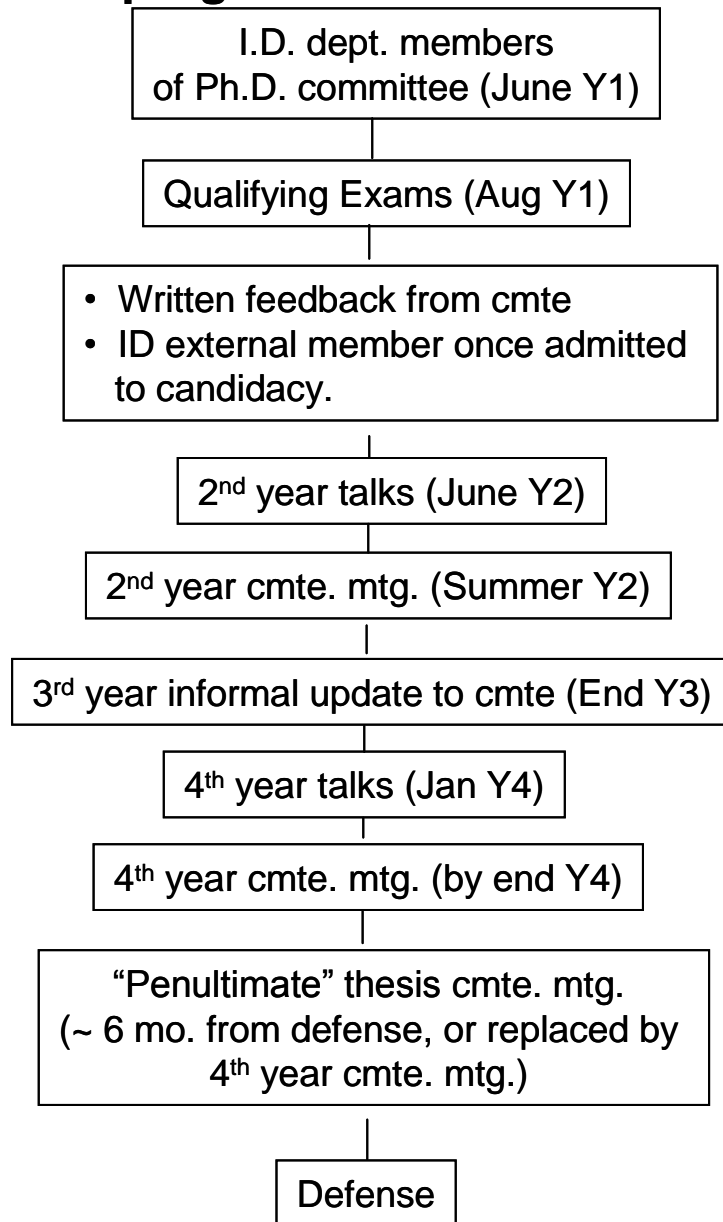 I.D. dept. members
of Ph.D. committee (June Y1)
Qualifying Exams (Aug Y1)
• Written feedback from cmte
• ID external member once admitted
to candidacy.
2nd year talks (June Y2)
2nd year cmte. mtg. (Summer Y2)
3rd year informal update to cmte (End Y3)
4th year talks (Jan Y4)
4th year cmte. mtg. (by end Y4)
“Penultimate” thesis cmte. mtg.
(~ 6 mo. from defense, or replaced by
4th year cmte. mtg.)
Defense